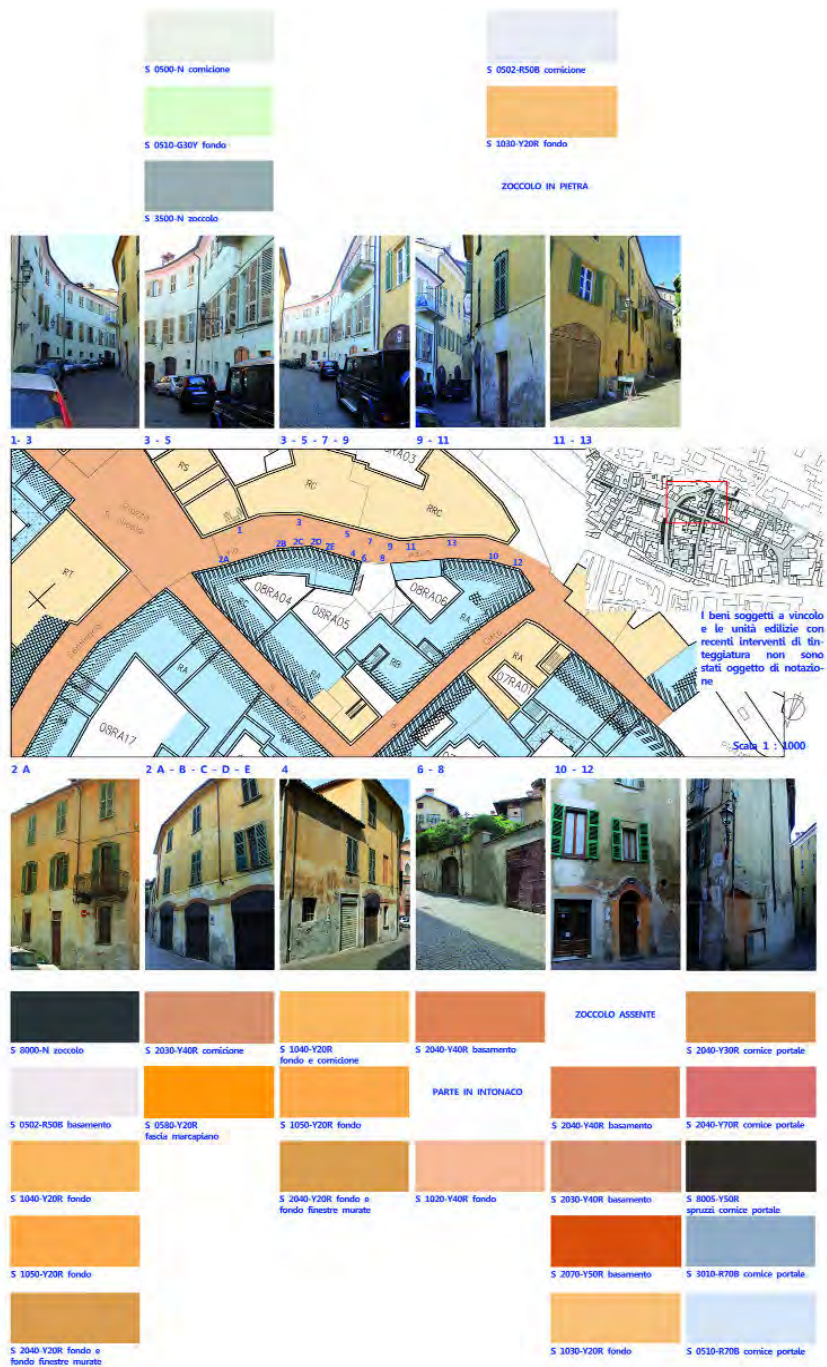 S 0500-N cornicione
S 0502-R50B cornicione
S 0510-G30Y fondo
S 1030-Y20R fondo
S 3500-N zoccolo
ZOCCOLO IN PIETRA
1- 3
3 - 5
3 - 5 - 7 - 9
9 - 11
11 - 13
RS
RC
RRC
RT
Piazza
S. Nicola
1
3
5
7
9
11
13
2A
2B
2C
2D
4
6
8
10
12
08RA04
08RA05
08RA06
RA
RB
RA
RA
07RA01
08RA17
RA
S. Nicola
I beni soggetti a vincolo
e le unità edilizie con
recenti interventi di tin-
teggiatura non sono
stati oggetto di notazio-
ne
Scala 1 : 1000
2 A
2 A - B - C - D - E
4
6 - 8
10 - 12
S 8000-N zoccolo
S 2030-Y40R cornicione
S 1040-Y20R
fondo e cornicione
S 2040-Y40R basamento
ZOCCOLO ASSENTE
S 2040-Y30R cornice portale
S 0502-R50B basamento
S 0580-Y20R
fascia marcapiano
S 1050-Y20R fondo
PARTE IN INTONACO
S 2040-Y40R basamento
S 2040-Y70R cornice portale
S 1040-Y20R fondo
S 2040-Y20R fondo e
fondo finestre murate
S 1020-Y40R fondo
S 2030-Y40R basamento
S 8005-Y50R
spruzzi cornice portale
S 1050-Y20R fondo
S 2070-Y50R basamento
S 3010-R70B cornice portale
S 2040-Y20R fondo e
fondo finestre murate
S 1030-Y20R fondo
S 0510-R70B cornice portale